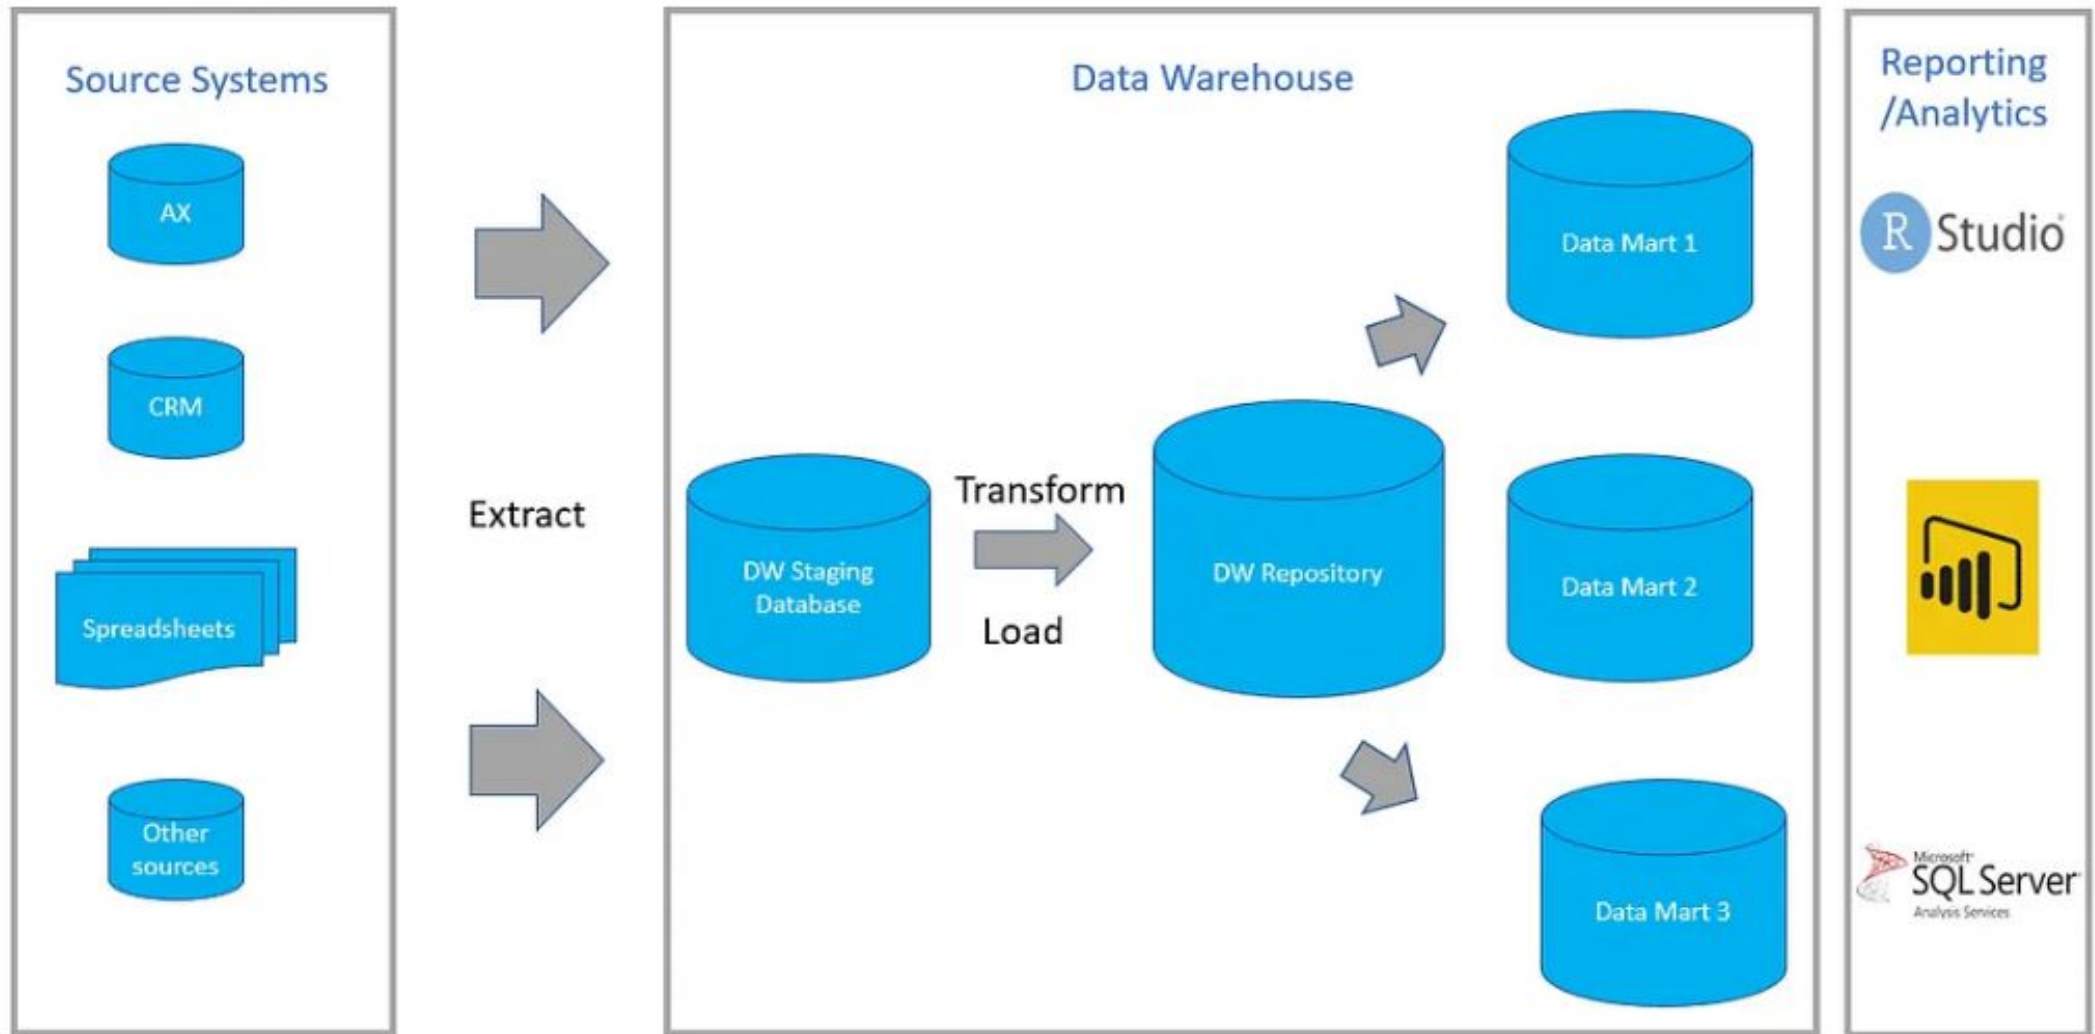 Source Systems
AX
CRM
Spreadsheets
Other
sources
Extract
Data Warehouse
DW Staging
Database
Transform
Load
DW Repository
Data Mart 1
Data Mart 2
Data Mart 3
Reporting
/Analytics
R Studio
Microsoft
SQL Server
Analysis Services